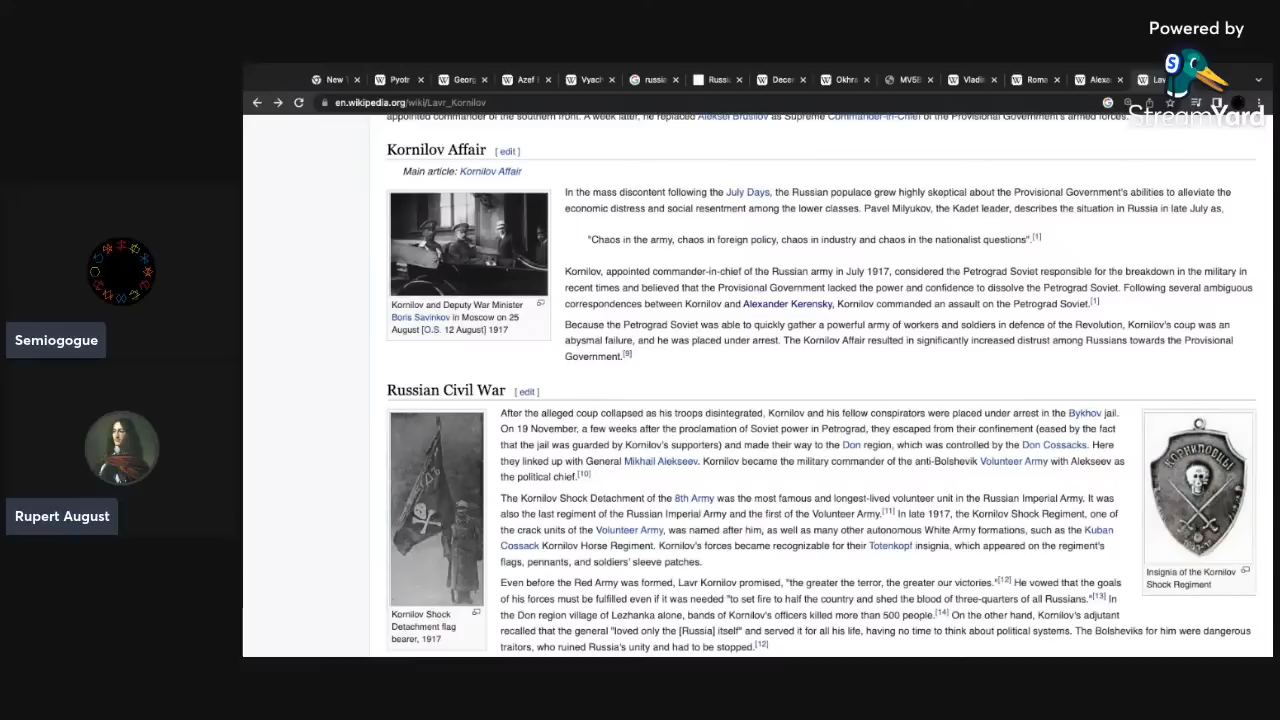 Powered by
StreamYard
New
Pyotr
Georg
Azef
Vyach
russia
Russi
Decer
Okhra
MV5B
Vladi
Roma
Alexa
Lav
en.wikipedia.org/wiki/Lavr_Kornilov
appointed commander of the southern front. A week later, he replaced Aleksei Brusilov as Supreme Commander-in-Chief of the Provisional Government's armed forces.
Kornilov Affair [ edit ]
Main article: Kornilov Affair
Kornilov and Deputy War Minister
Boris Savinkov in Moscow on 25
August [O.S. 12 August] 1917
In the mass discontent following the July Days, the Russian populace grew highly skeptical about the Provisional Government's abilities to alleviate the
economic distress and social resentment among the lower classes. Pavel Milyukov, the Kadet leader, describes the situation in Russia in late July as,
"Chaos in the army, chaos in foreign policy, chaos in industry and chaos in the nationalist questions".[1]
Kornilov, appointed commander-in-chief of the Russian army in July 1917, considered the Petrograd Soviet responsible for the breakdown in the military in
recent times and believed that the Provisional Government lacked the power and confidence to dissolve the Petrograd Soviet. Following several ambiguous
correspondences between Kornilov and Alexander Kerensky, Kornilov commanded an assault on the Petrograd Soviet.[1]
Because the Petrograd Soviet was able to quickly gather a powerful army of workers and soldiers in defence of the Revolution, Kornilov's coup was an
abysmal failure, and he was placed under arrest. The Kornilov Affair resulted in significantly increased distrust among Russians towards the Provisional
Government.[9]
Russian Civil War [ edit ]
Kornilov Shock
Detachment flag
bearer, 1917
After the alleged coup collapsed as his troops disintegrated, Kornilov and his fellow conspirators were placed under arrest in the Bykhov jail.
On 19 November, a few weeks after the proclamation of Soviet power in Petrograd, they escaped from their confinement (eased by the fact
that the jail was guarded by Kornilov's supporters) and made their way to the Don region, which was controlled by the Don Cossacks. Here
they linked up with General Mikhail Alekseev. Kornilov became the military commander of the anti-Bolshevik Volunteer Army with Alekseev as
the political chief.[10]
The Kornilov Shock Detachment of the 8th Army was the most famous and longest-lived volunteer unit in the Russian Imperial Army. It was
also the last regiment of the Russian Imperial Army and the first of the Volunteer Army.[11] In late 1917, the Kornilov Shock Regiment, one of
the crack units of the Volunteer Army, was named after him, as well as many other autonomous White Army formations, such as the Kuban
Cossack Kornilov Horse Regiment. Kornilov's forces became recognizable for their Totenkopf insignia, which appeared on the regiment's
flags, pennants, and soldiers' sleeve patches.
Even before the Red Army was formed, Lavr Kornilov promised, "the greater the terror, the greater our victories."[12] He vowed that the goals
of his forces must be fulfilled even if it was needed "to set fire to half the country and shed the blood of three-quarters of all Russians."[13] In
the Don region village of Lezhanka alone, bands of Kornilov's officers killed more than 500 people.[14] On the other hand, Kornilov's adjutant
recalled that the general "loved only the [Russia] itself" and served it for all his life, having no time to think about political systems. The Bolsheviks for him were dangerous
traitors, who ruined Russia's unity and had to be stopped.[12]
КОРНИЛОВЦЫ
Insignia of the Kornilov
Shock Regiment
Semiogogue
Rupert August